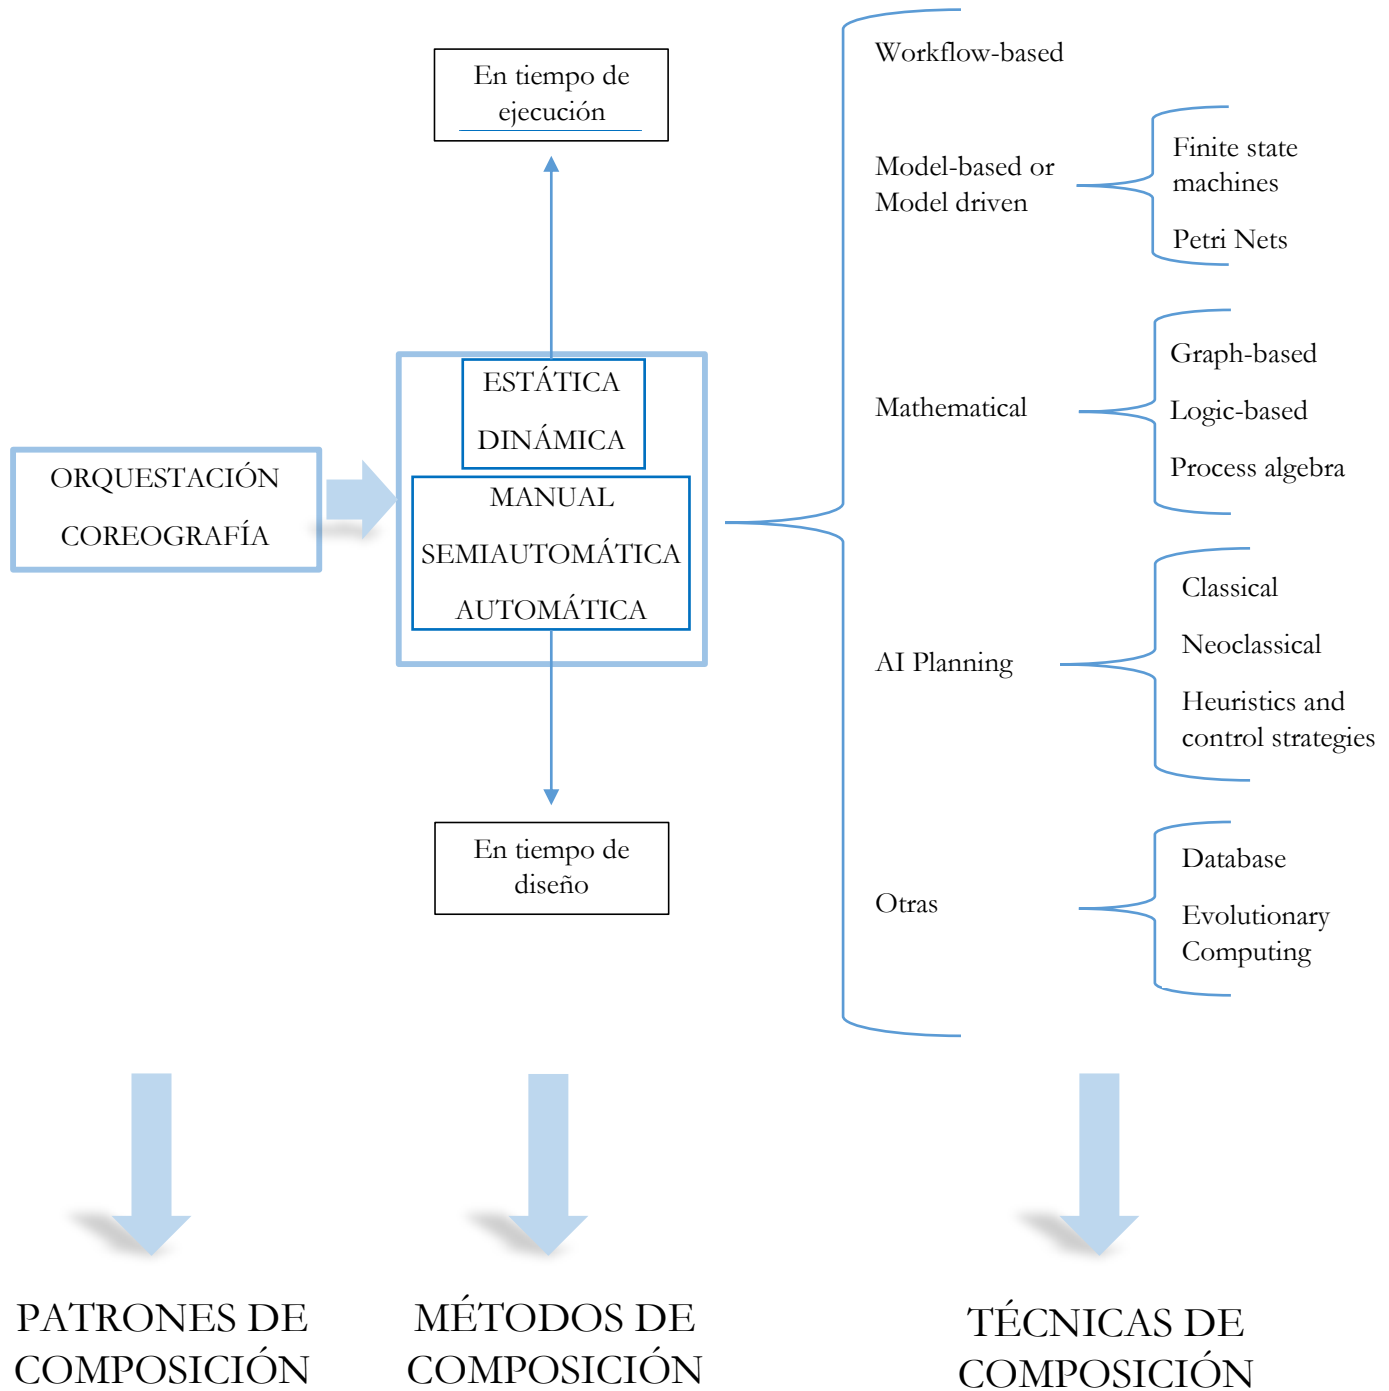 En tiempo de
ejecución
ORQUESTACIÓN
COREOGRAFÍA
ESTÁTICA
DINÁMICA
MANUAL
SEMIAUTOMÁTICA
AUTOMÁTICA
En tiempo de
diseño
Workflow-based
Model-based or
Model driven
Finite state
machines
Petri Nets
Mathematical
Graph-based
Logic-based
Process algebra
AI Planning
Classical
Neoclassical
Heuristics and
control strategies
Otras
Database
Evolutionary
Computing
PATRONES DE
COMPOSICIÓN
MÉTODOS DE
COMPOSICIÓN
TÉCNICAS DE
COMPOSICIÓN